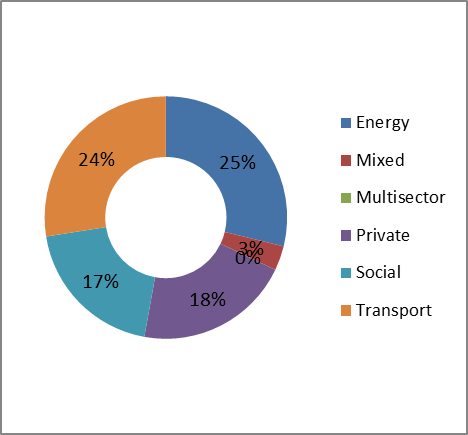 25%
3%
0%
18%
17%
24%
Energy
Mixed
Multisector
Private
Social
Transport